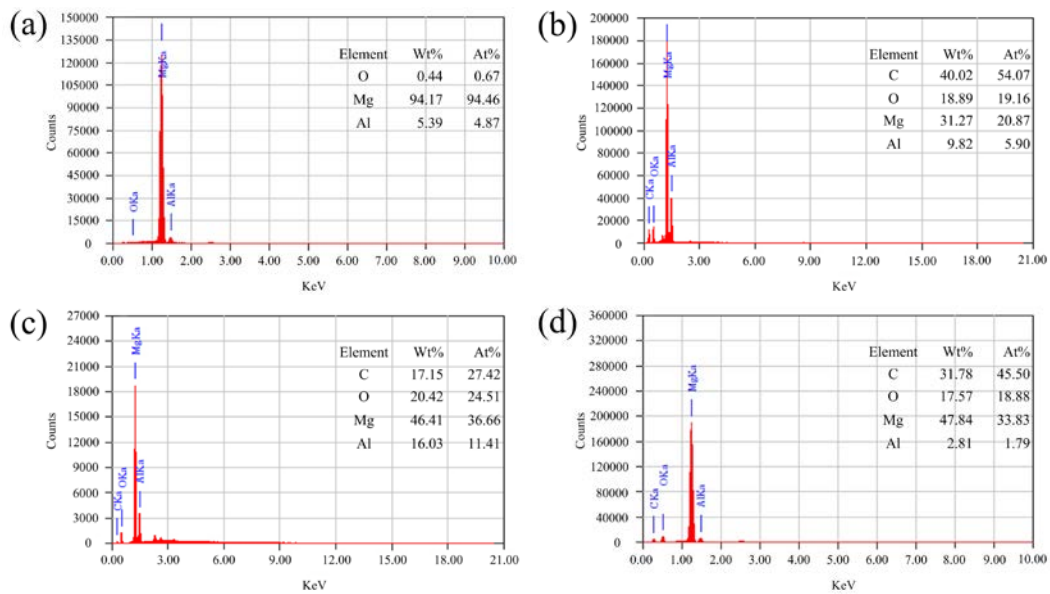 (a)
150000
135000
120000
105000
90000
75000
60000
45000
30000
15000
0
Counts
0.00 1.00 2.00 3.00 4.00 5.00 6.00 7.00 8.00 9.00 10.00
KeV
OKa
MgKa
AlKa
Element Wt% At%
O 0.44 0.67
Mg 94.17 94.46
Al 5.39 4.87
(b)
200000
180000
160000
140000
120000
100000
80000
60000
40000
20000
0
Counts
0.00 3.00 6.00 9.00 12.00 15.00 18.00 21.00
KeV
CKa
OKa
MgKa
AlKa
Element Wt% At%
C 40.02 54.07
O 18.89 19.16
Mg 31.27 20.87
Al 9.82 5.90
(c)
27000
24000
21000
18000
15000
12000
9000
6000
3000
0
Counts
0.00 3.00 6.00 9.00 12.00 15.00 18.00 21.00
KeV
CKa
OKa
MgKa
AlKa
Element Wt% At%
C 17.15 27.42
O 20.42 24.51
Mg 46.41 36.66
Al 16.03 11.41
(d)
360000
320000
280000
240000
200000
160000
120000
80000
40000
0
Counts
0.00 1.00 2.00 3.00 4.00 5.00 6.00 7.00 8.00 9.00 10.00
KeV
CKa
OKa
MgKa
AlKa
Element Wt% At%
C 31.78 45.50
O 17.57 18.88
Mg 47.84 33.83
Al 2.81 1.79